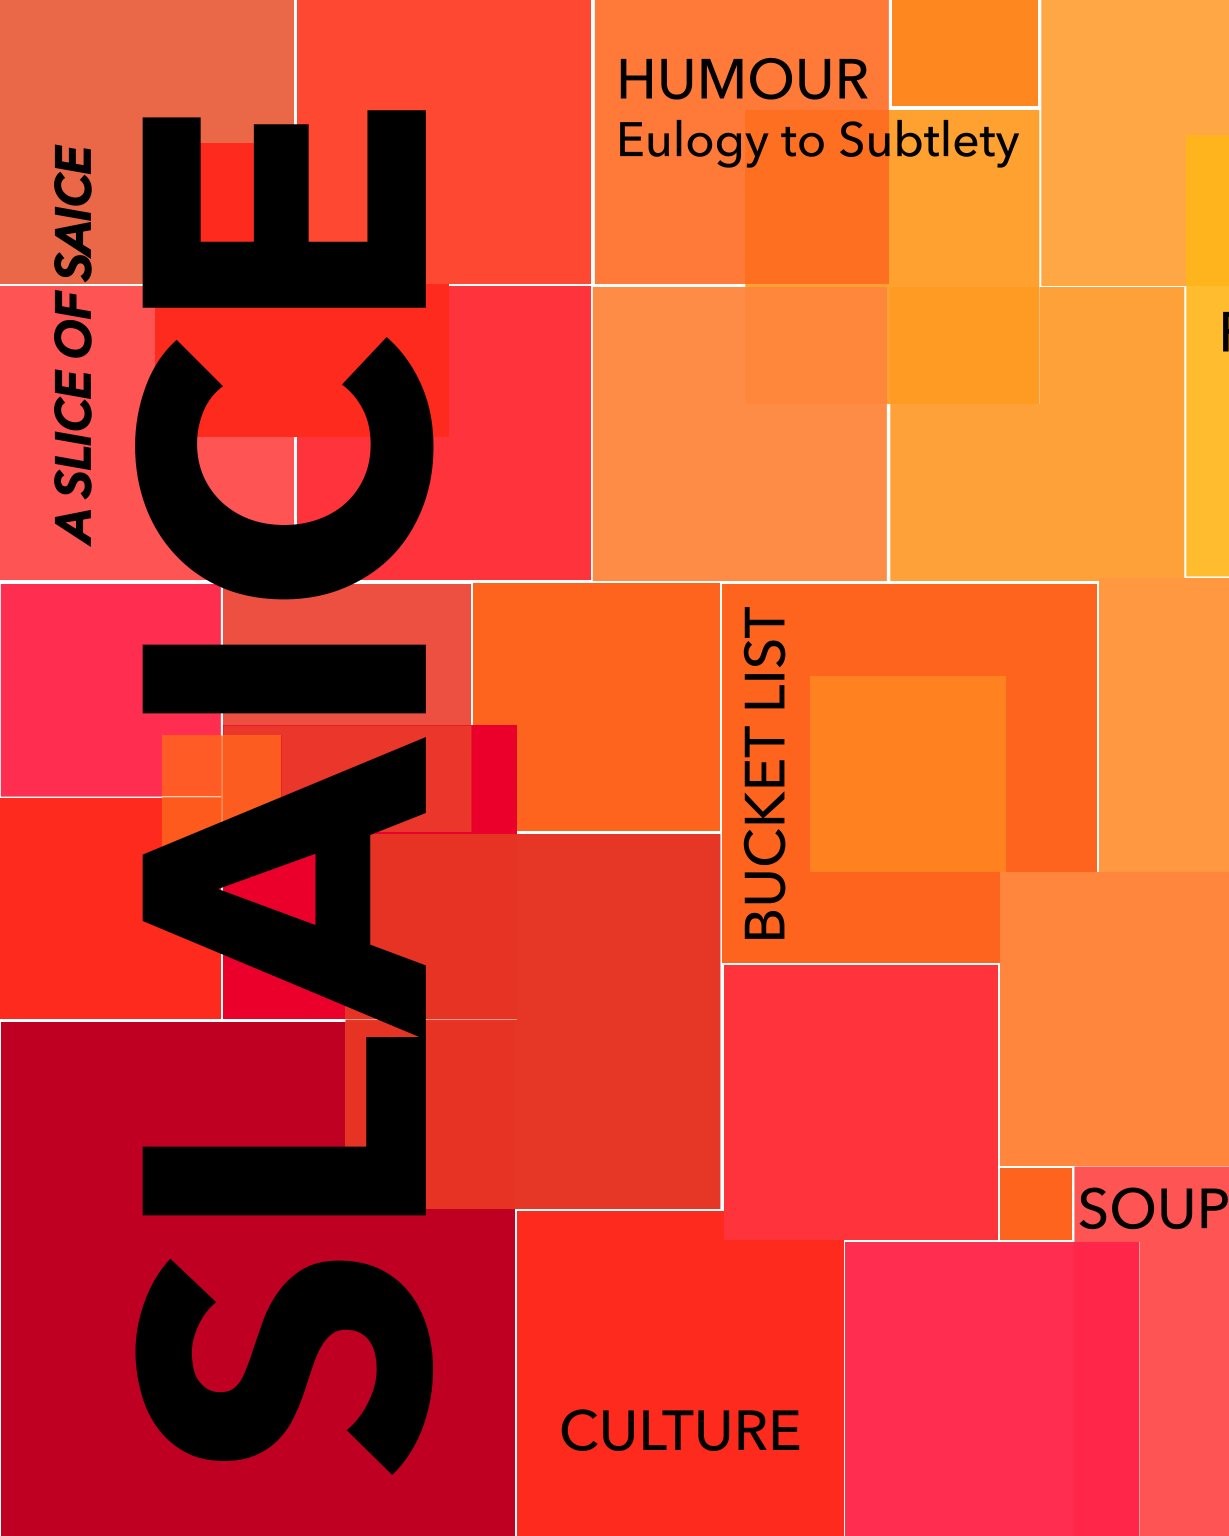 A SLICE OF SAICE
SLAICE
HUMOUR
Eulogy to Subtlety
BUCKET LIST
SOUP
CULTURE